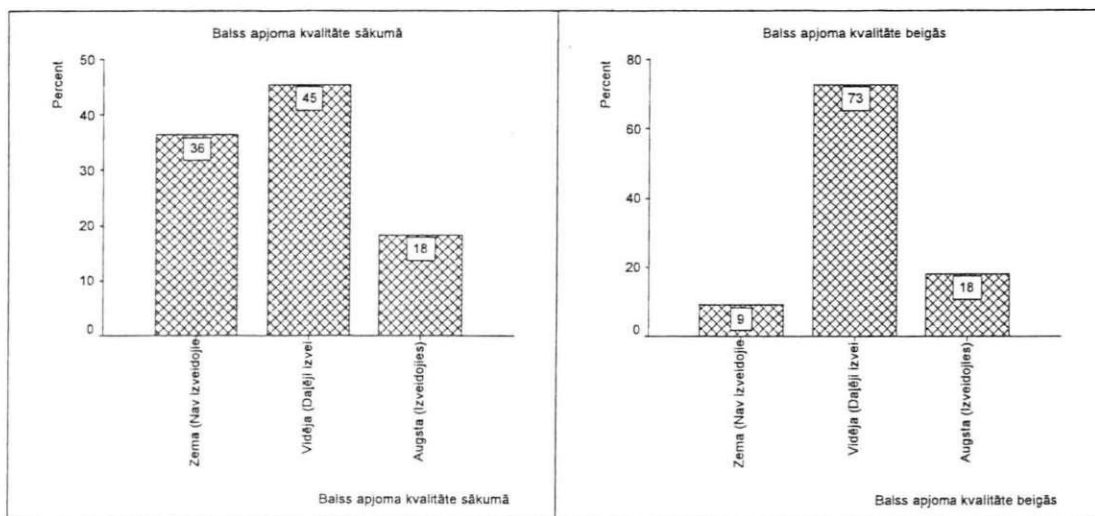 Balss apjoma kvalitāte sākumā
Percent
50
40
30
20
10
0
36
45
18
Zema (Nav izveidojie
Vidēja (Daļēji izvei
Augsta (Izveidojies)
Balss apjoma kvalitāte sākumā
Balss apjoma kvalitāte beigās
Percent
80
60
40
20
0
9
73
18
Zema (Nav izveidojie
Vidēja (Daļēji izvei
Augsta (Izveidojies)
Balss apjoma kvalitāte beigās